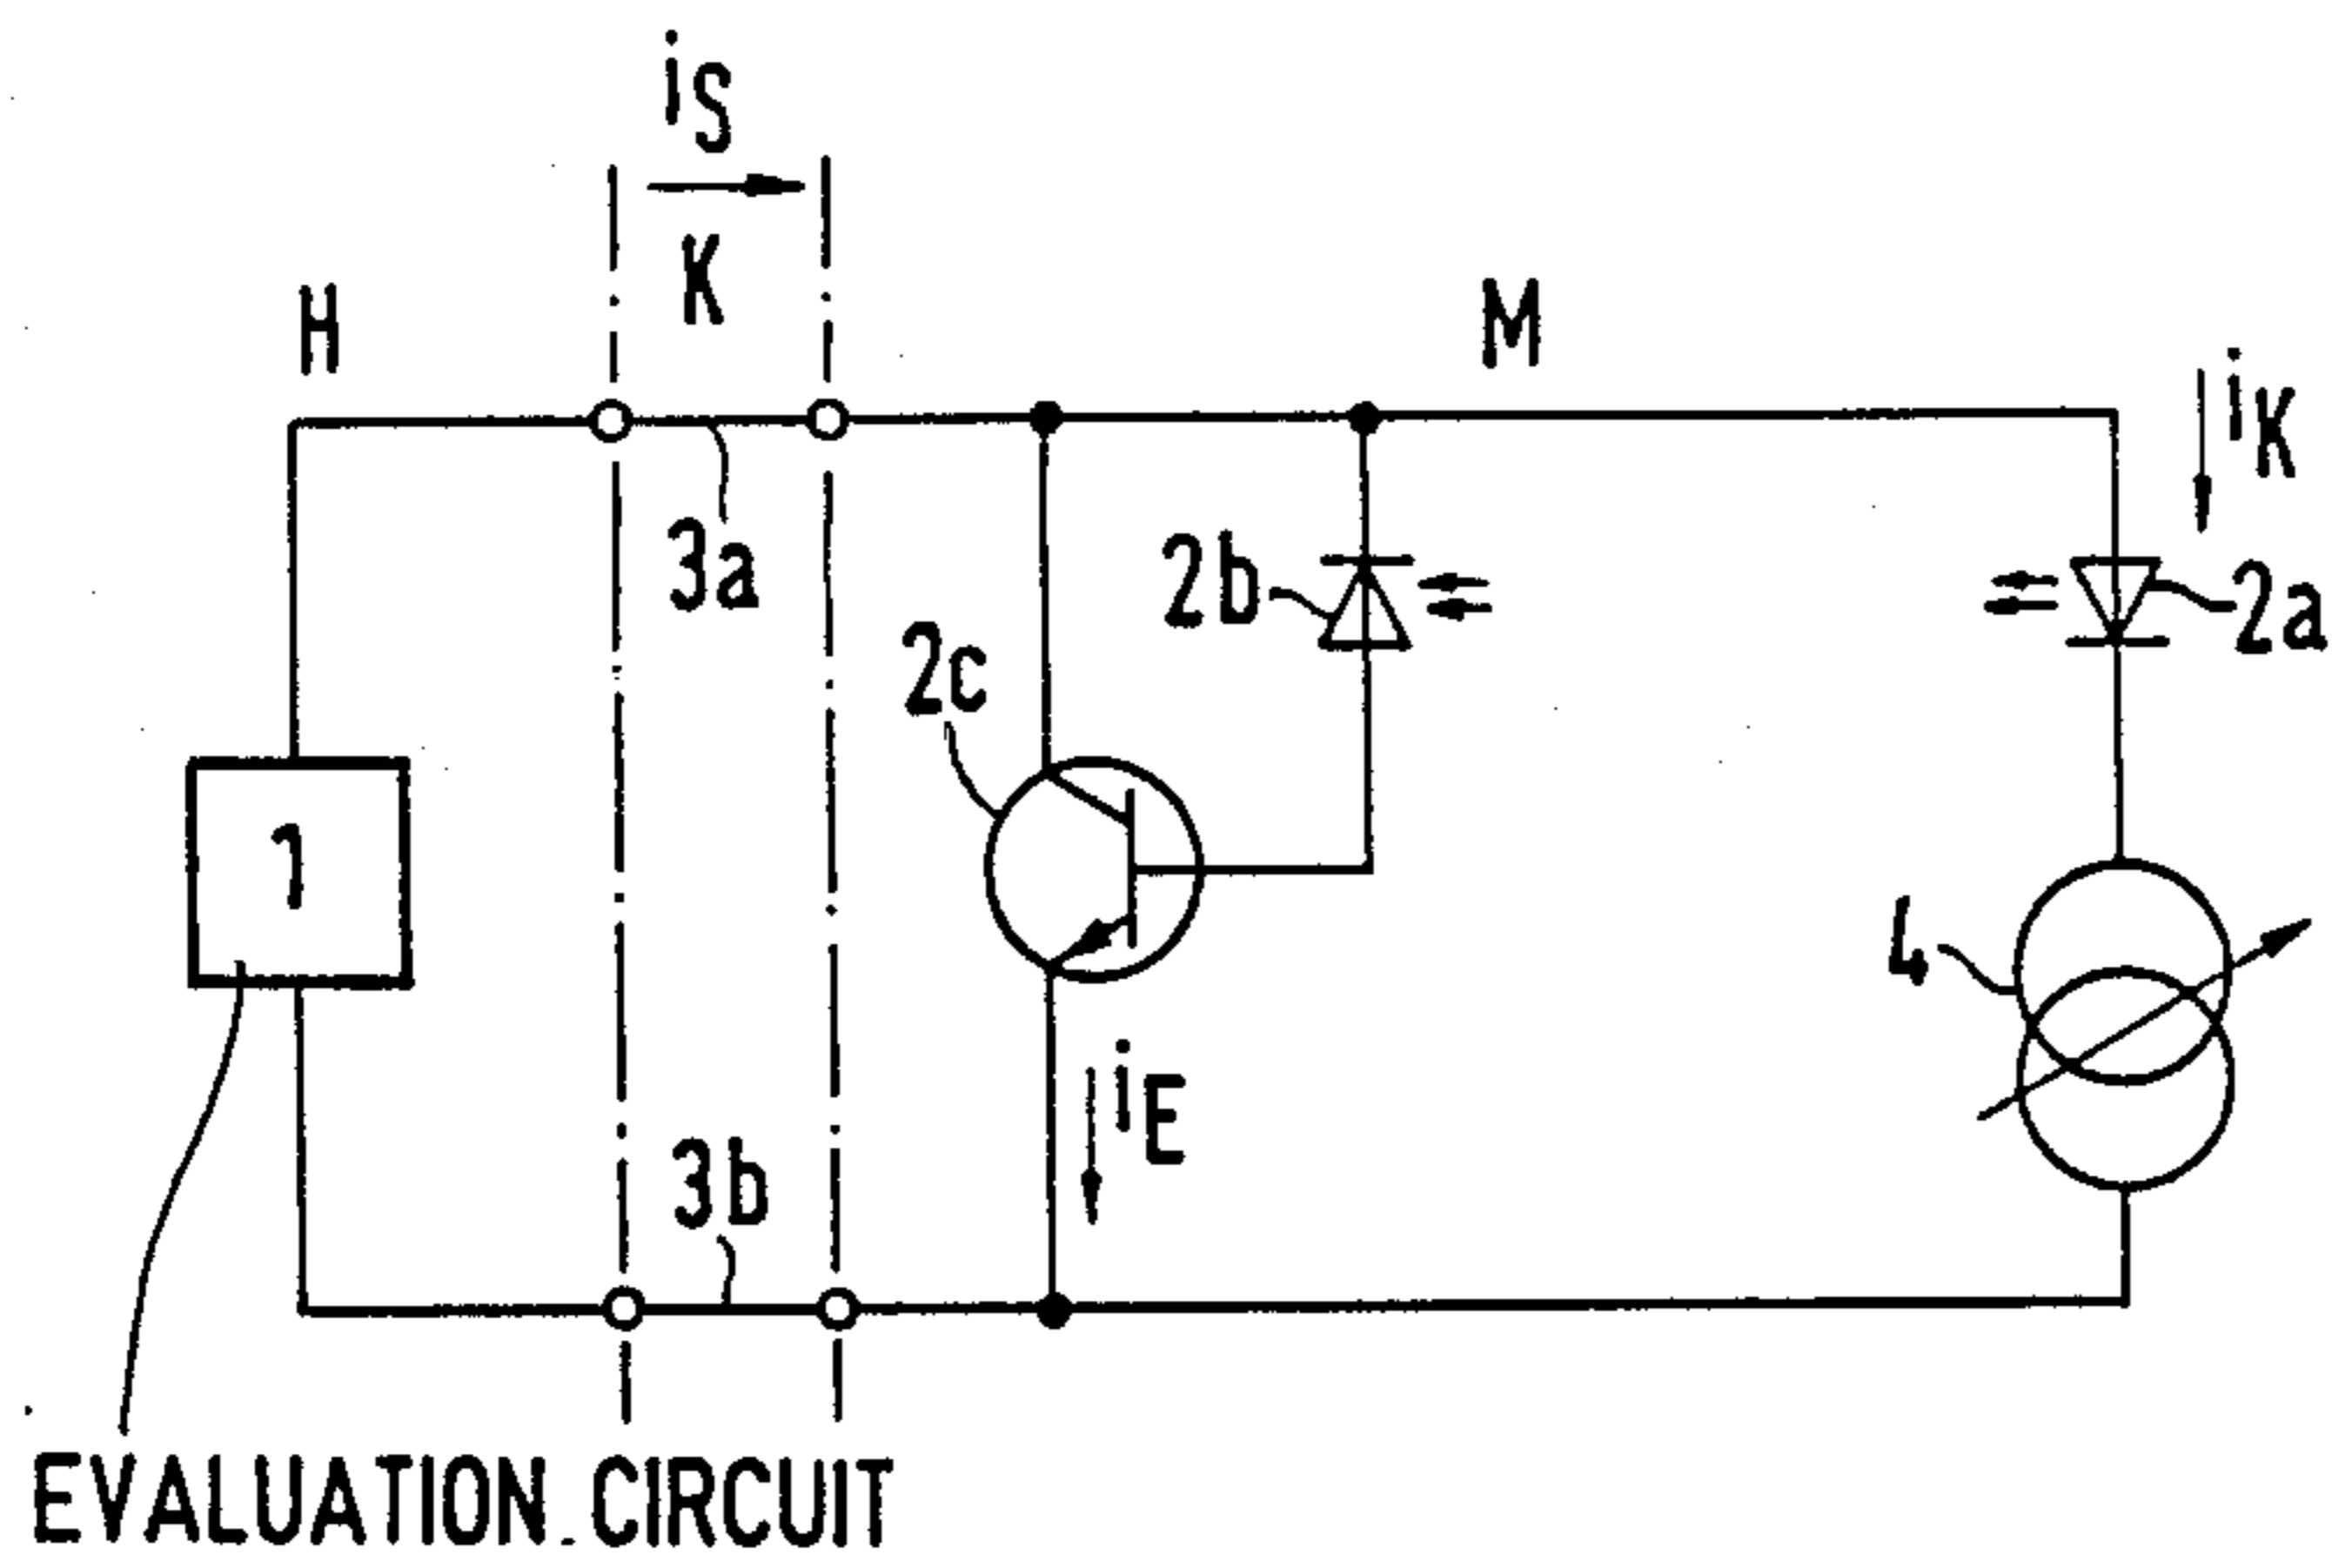 iS
K
H
M
iK
3a
2b
2a
2c
1
4
iE
3b
EVALUATION CIRCUIT